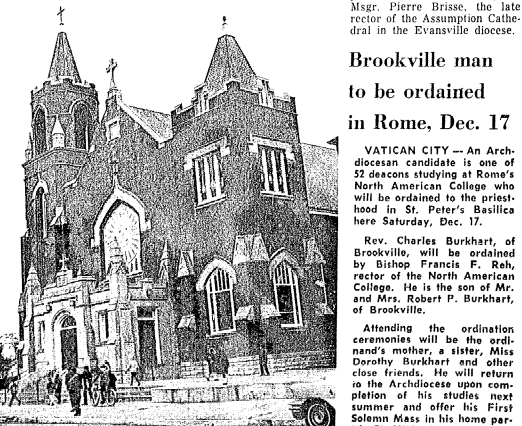 Msgr. Pierre Brisse, the late
rector of the Assumption Cathe-
dral in the Evansville diocese.
Brookville man
to be ordained
in Rome, Dec. 17
VATICAN CITY — An Arch-
diocesan candidate is one of
52 deacons studying at Rome's
North American College who
will be ordained to the priest-
hood in St. Peter's Basilica
here Saturday, Dec. 17.
Rev. Charles Burkhart, of
Brookville, will be ordained
by Bishop Francis F. Reh,
rector of the North American
College. He is the son of Mr.
and Mrs. Robert P. Burkhart,
of Brookville.
Attending the ordination
ceremonies will be the ordi-
nand's mother, a sister, Miss
Dorothy Burkhart and other
close friends. He will return
to the Archdiocese upon com-
pletion of his studies next
summer and offer his First
Solemn Mass in his home par-